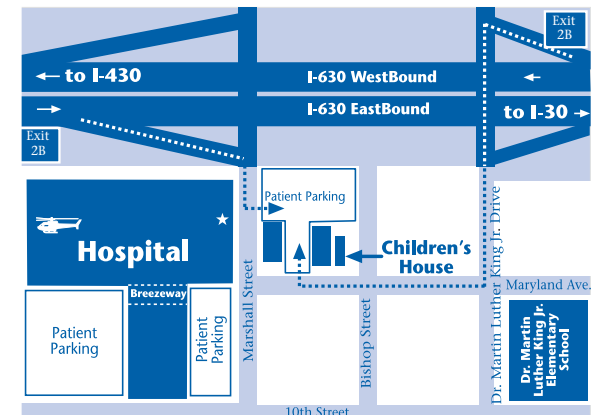 Exit
2B
← to I-430
I-630 WestBound
←
→
I-630 EastBound
to I-30 →
Exit
2B
Patient Parking
Hospital
Children's
House
Breezeway
Maryland Ave.
Patient
Parking
Patient
Parking
Marshall Street
Bishop Street
Dr. Martin Luther King Jr. Drive
Dr. Martin
Luther King Jr.
Elementary
School
10th Street